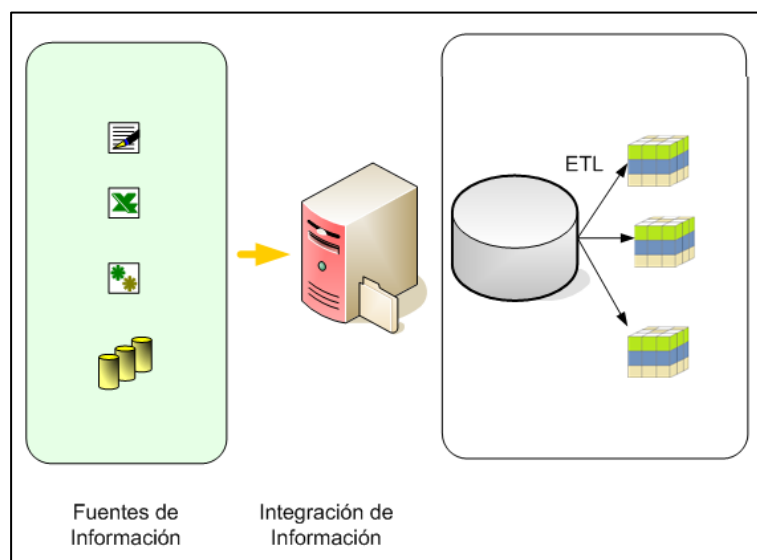 ETL
Fuentes de
Información
Integración de
Información